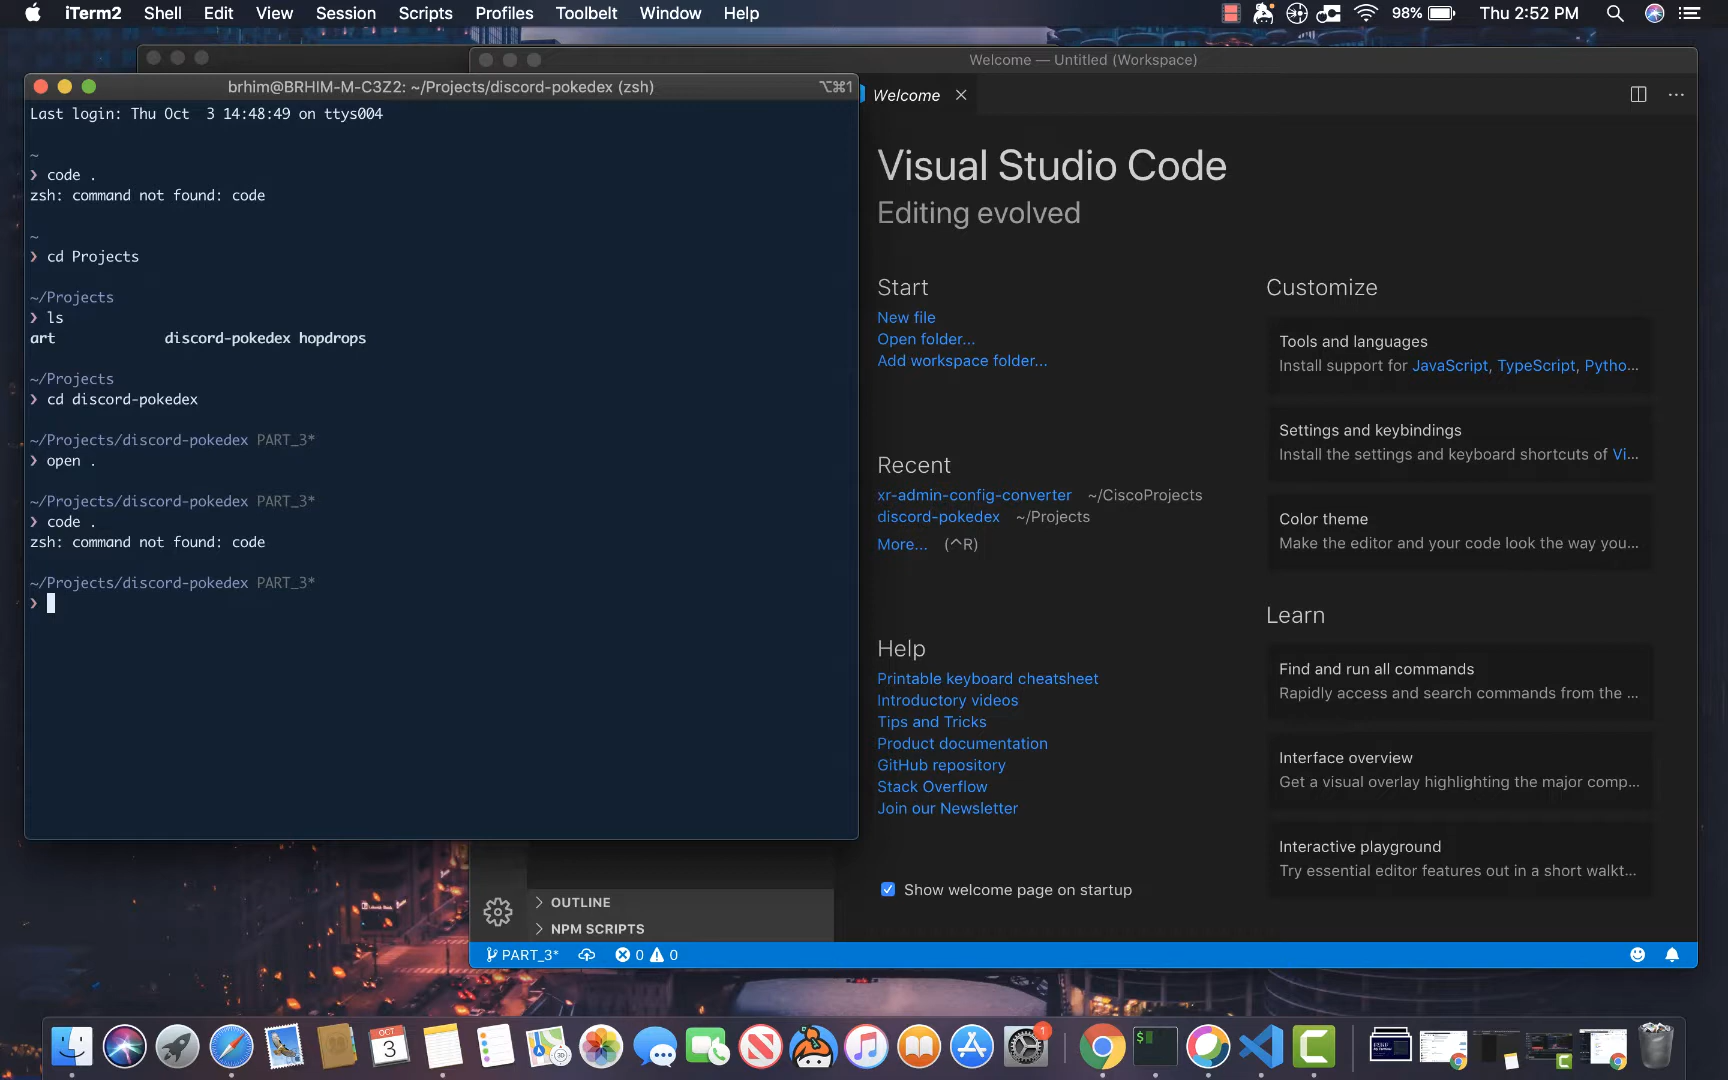 iTerm2 Shell Edit View Session Scripts Profiles Toolbelt Window Help 98% Thu 2:52 PM
Welcome — Untitled (Workspace)
brhim@BRHIM-M-C3Z2: ~/Projects/discord-pokedex (zsh) ⌥⌘1
Last login: Thu Oct  3 14:48:49 on ttys004
~
❯ code .
zsh: command not found: code
~
❯ cd Projects
~/Projects
❯ ls
art discord-pokedex hopdrops
~/Projects
❯ cd discord-pokedex
~/Projects/discord-pokedex PART_3*
❯ open .
~/Projects/discord-pokedex PART_3*
❯ code .
zsh: command not found: code
~/Projects/discord-pokedex PART_3*
❯
Welcome
Visual Studio Code
Editing evolved
Start
New file
Open folder...
Add workspace folder...
Recent
xr-admin-config-converter ~/CiscoProjects
discord-pokedex ~/Projects
More... (^R)
Help
Printable keyboard cheatsheet
Introductory videos
Tips and Tricks
Product documentation
GitHub repository
Stack Overflow
Join our Newsletter
Show welcome page on startup
Customize
Tools and languages
Install support for JavaScript, TypeScript, Pytho...
Settings and keybindings
Install the settings and keyboard shortcuts of Vi...
Color theme
Make the editor and your code look the way you...
Learn
Find and run all commands
Rapidly access and search commands from the ...
Interface overview
Get a visual overlay highlighting the major comp...
Interactive playground
Try essential editor features out in a short walkt...
OUTLINE
NPM SCRIPTS
PART_3* 0 0
OCT
3
1
$